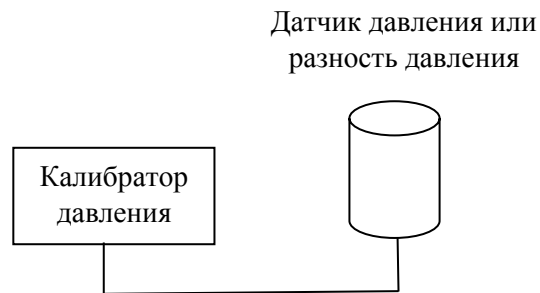 Датчик давления или
разность давления
Калибратор
давления